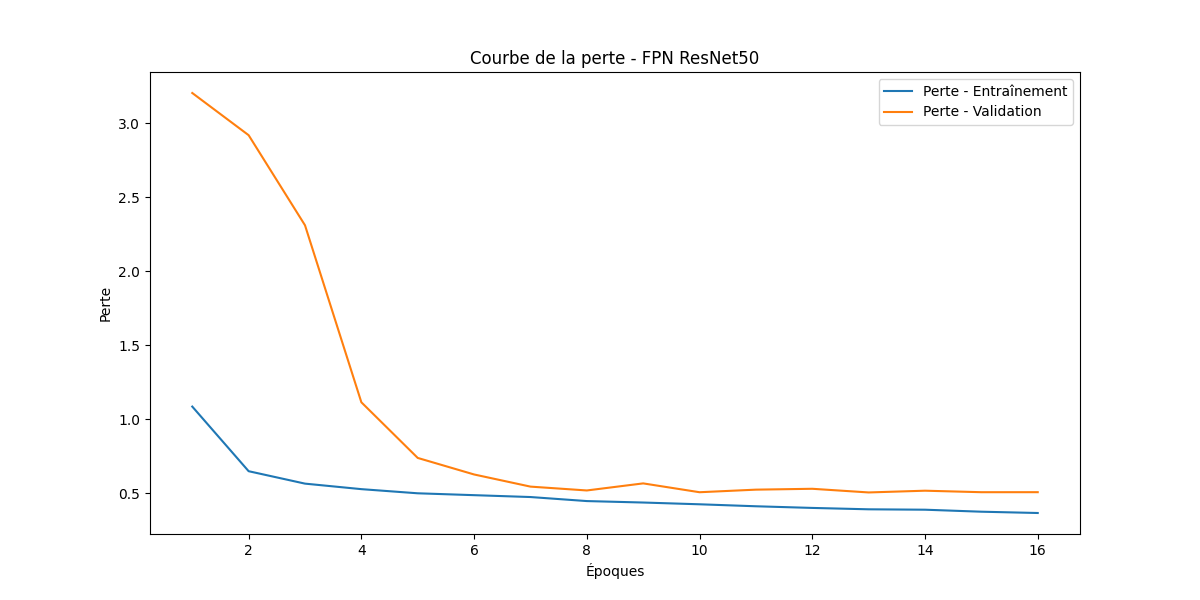 Courbe de la perte - FPN ResNet50
Perte - Entraînement
Perte - Validation
3.0
2.5
2.0
1.5
1.0
0.5
Perte
2 4 6 8 10 12 14 16
Époques